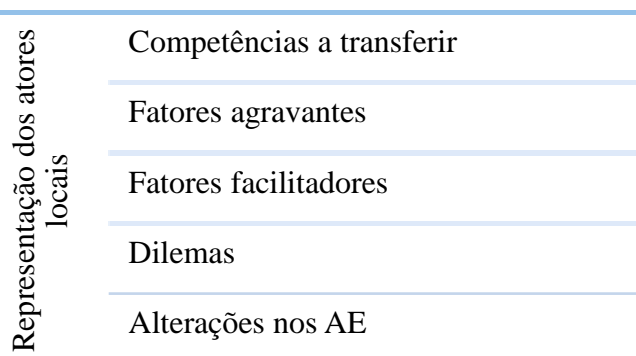 Representação dos atores
locais
Competências a transferir
Fatores agravantes
Fatores facilitadores
Dilemas
Alterações nos AE